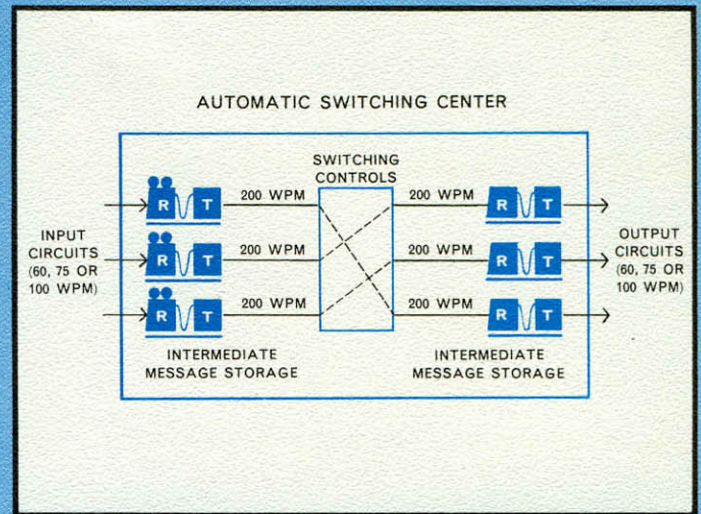 AUTOMATIC SWITCHING CENTER
SWITCHING
CONTROLS
R T 200 WPM 200 WPM R T
INPUT
CIRCUITS
(60, 75 OR
100 WPM)
R T 200 WPM 200 WPM R T
OUTPUT
CIRCUITS
(60, 75 OR
100 WPM)
R T 200 WPM 200 WPM R T
INTERMEDIATE
MESSAGE STORAGE
INTERMEDIATE
MESSAGE STORAGE